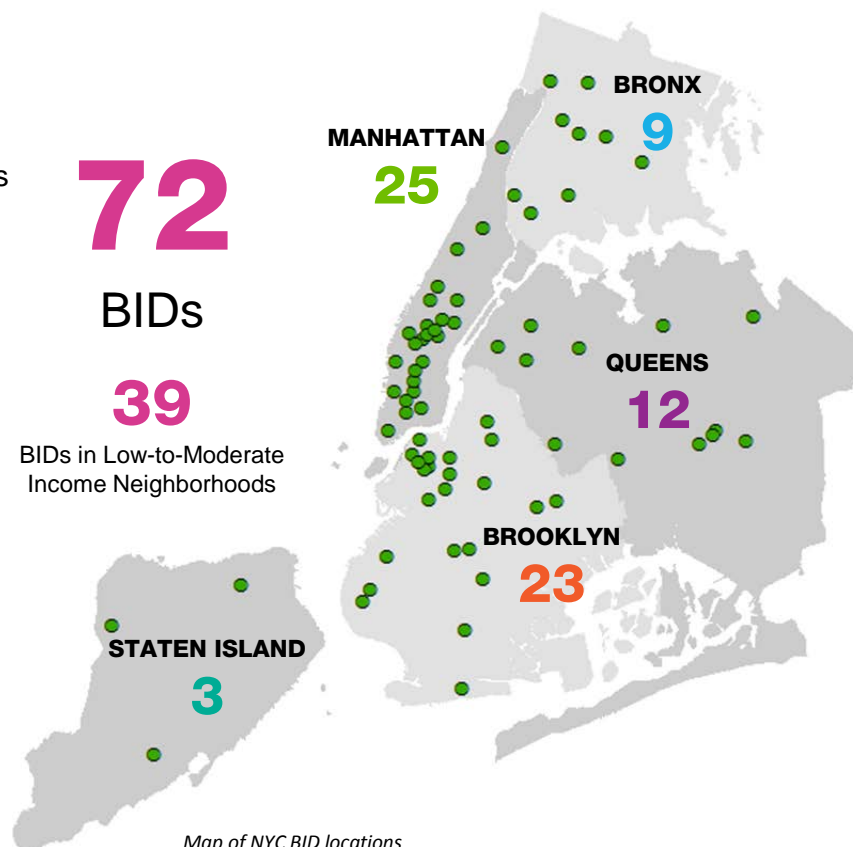 BRONX
9
MANHATTAN
25
s
72
BIDs
QUEENS
12
39
BIDs in Low-to-Moderate
Income Neighborhoods
BROOKLYN
23
STATEN ISLAND
3
Map of NYC BID locations